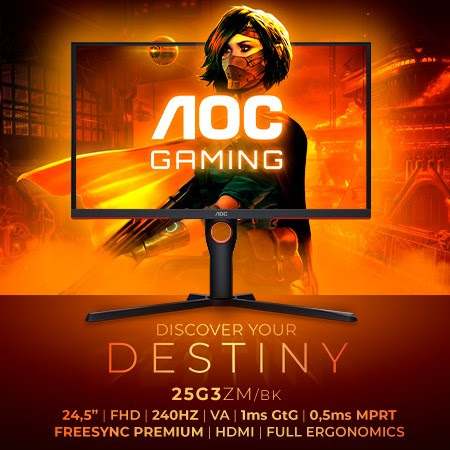 AOC
GAMING
AOC
DISCOVER YOUR
DESTINY
25G3ZM/BK
24,5” | FHD | 240HZ | VA | 1ms GtG | 0,5ms MPRT
FREESYNC PREMIUM | HDMI | FULL ERGONOMICS